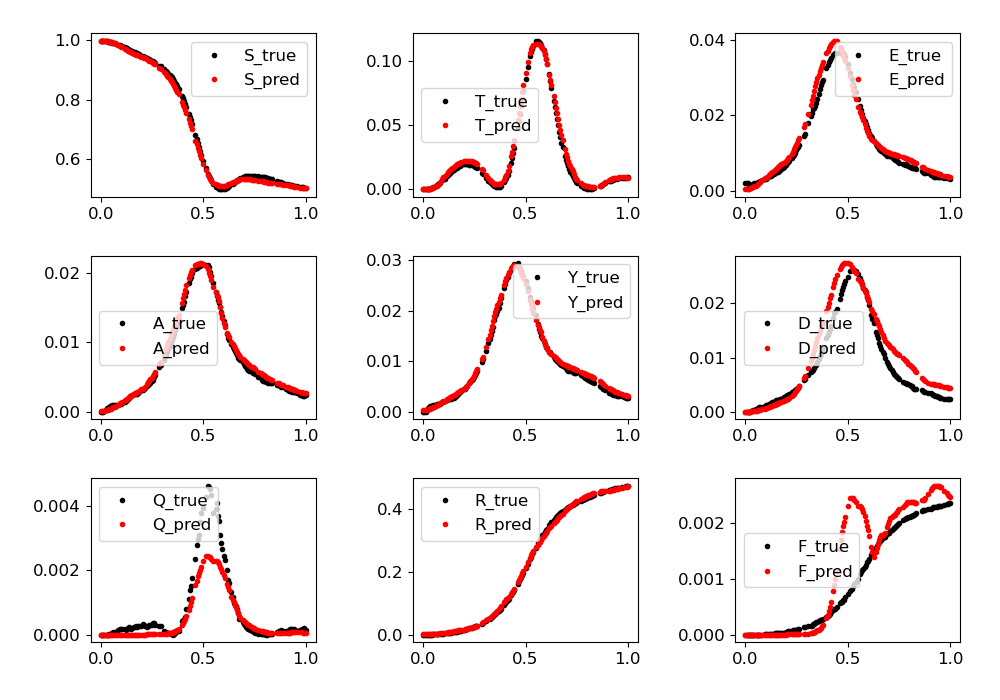 1.0
0.8
0.6
S_true
S_pred
0.0 0.5 1.0
0.10
0.05
0.00
T_true
T_pred
0.0 0.5 1.0
0.04
0.02
0.00
E_true
E_pred
0.0 0.5 1.0
0.02
0.01
0.00
A_true
A_pred
0.0 0.5 1.0
0.03
0.02
0.01
0.00
Y_true
Y_pred
0.0 0.5 1.0
0.02
0.01
0.00
D_true
D_pred
0.0 0.5 1.0
0.004
0.002
0.000
Q_true
Q_pred
0.0 0.5 1.0
0.4
0.2
0.0
R_true
R_pred
0.0 0.5 1.0
0.002
0.001
0.000
F_true
F_pred
0.0 0.5 1.0